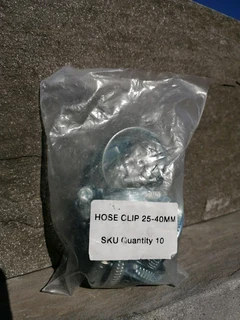 HOSE CLIP 25-40MM
SKU Quantity 10